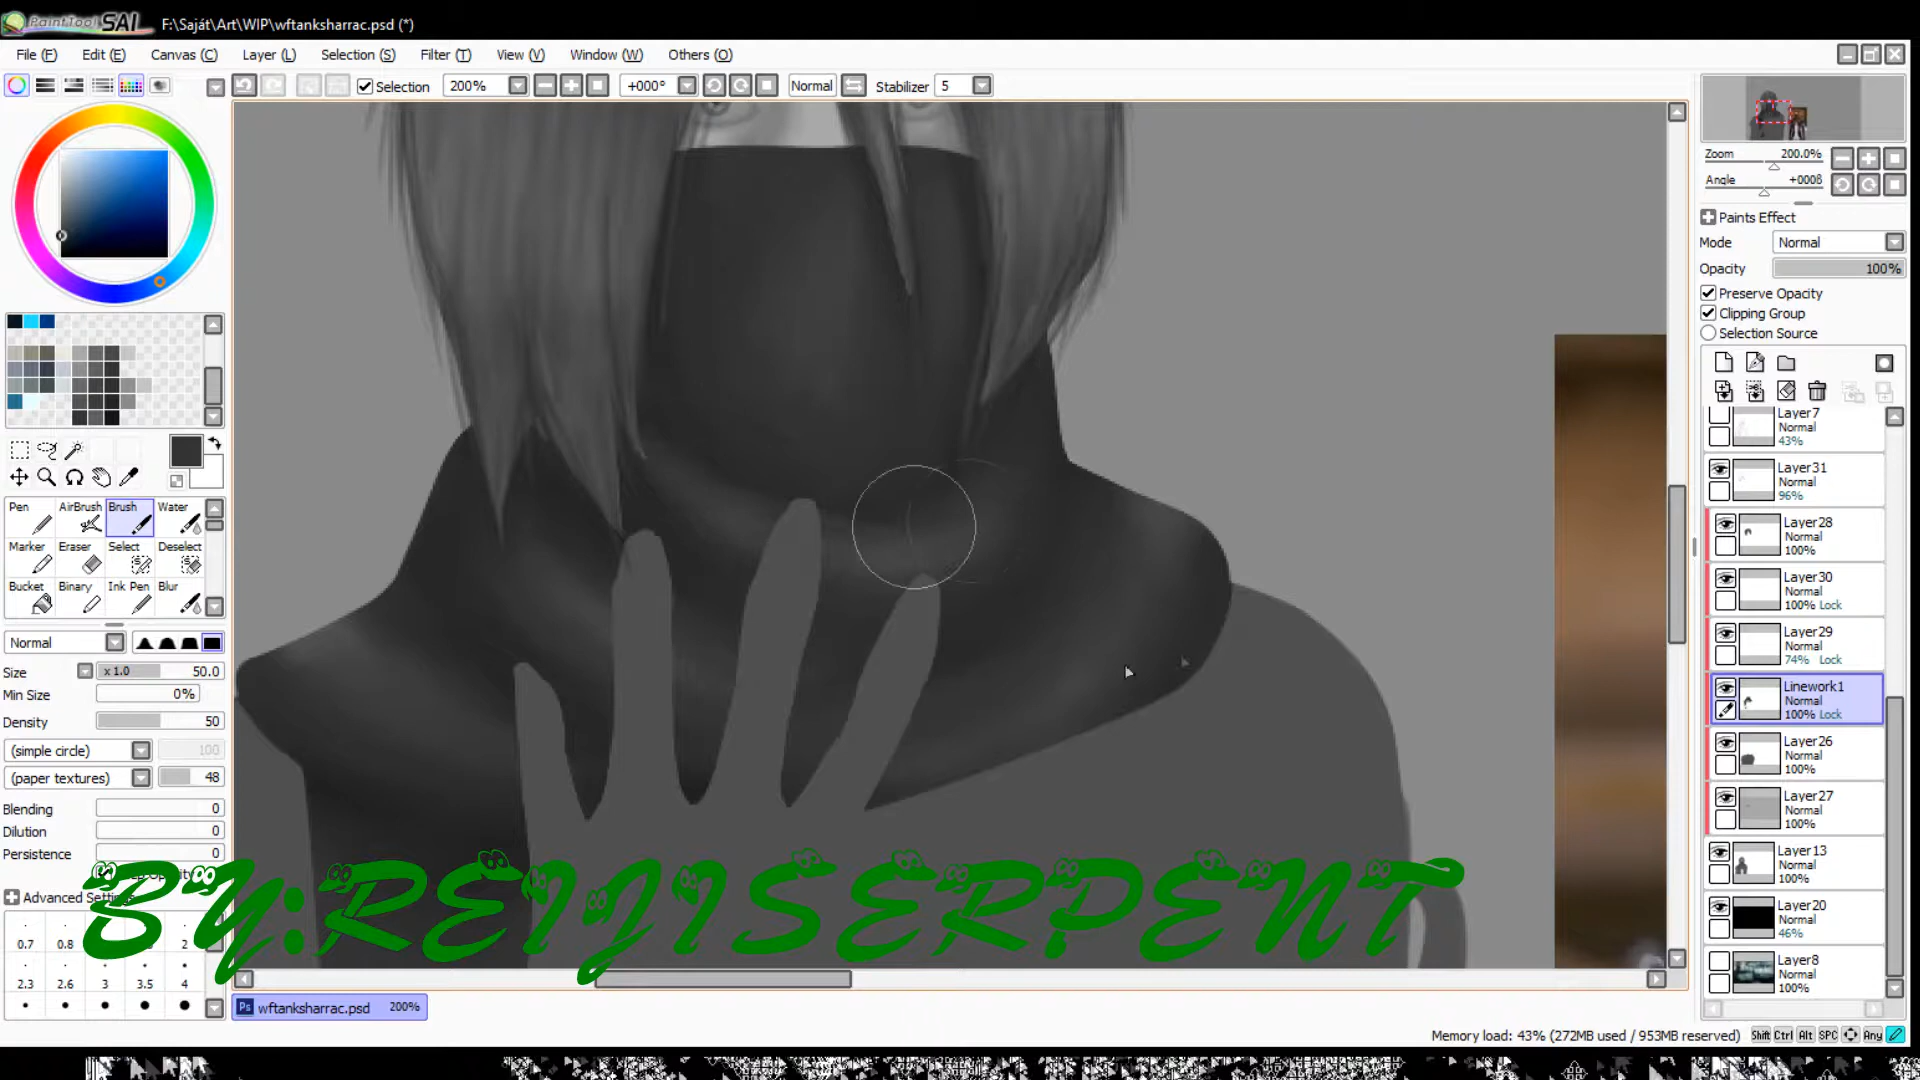 PaintTool SAI F:\Saját\Art\WIP\wftanksharrac.psd (*)
File (F) Edit (E) Canvas (C) Layer (L) Selection (S) Filter (T) View (V) Window (W) Others (O)
Selection 200% +000° Normal Stabilizer 5
Zoom 200.0%
Angle +000ß
Paints Effect
Mode Normal
Opacity 100%
Preserve Opacity
Clipping Group
Selection Source
Pen AirBrush Brush Water
Marker Eraser Select Deselect
Bucket Binary Ink Pen Blur
Normal
Size x 1.0 50.0
Min Size 0%
Density 50
(simple circle) 100
(paper textures) 48
Blending 0
Dilution 0
Persistence 0
Advanced Settings
0.7 0.8 2
2.3 2.6 3 3.5 4
Layer7
Normal
43%
Layer31
Normal
96%
Layer28
Normal
100%
Layer30
Normal
100% Lock
Layer29
Normal
74% Lock
Linework1
Normal
100% Lock
Layer26
Normal
100%
Layer27
Normal
100%
Layer13
Normal
100%
Layer20
Normal
46%
Layer8
Normal
100%
BY:REIJISERPENT
Ps wftanksharrac.psd 200%
Memory load: 43% (272MB used / 953MB reserved) Shift Ctrl Alt SPC Any